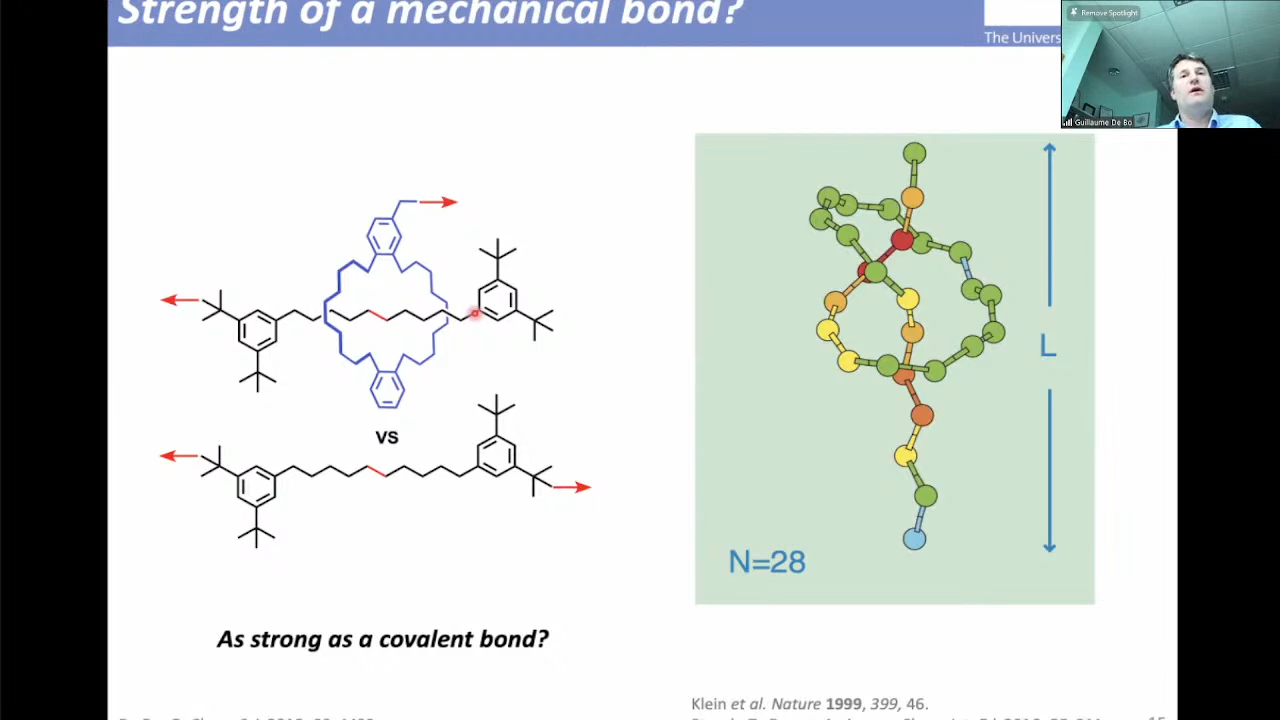 Strength of a mechanical bond?
The Univers
Remove Spotlight
Guillaume De Bo
L
VS
N=28
As strong as a covalent bond?
Klein et al. Nature 1999, 399, 46.